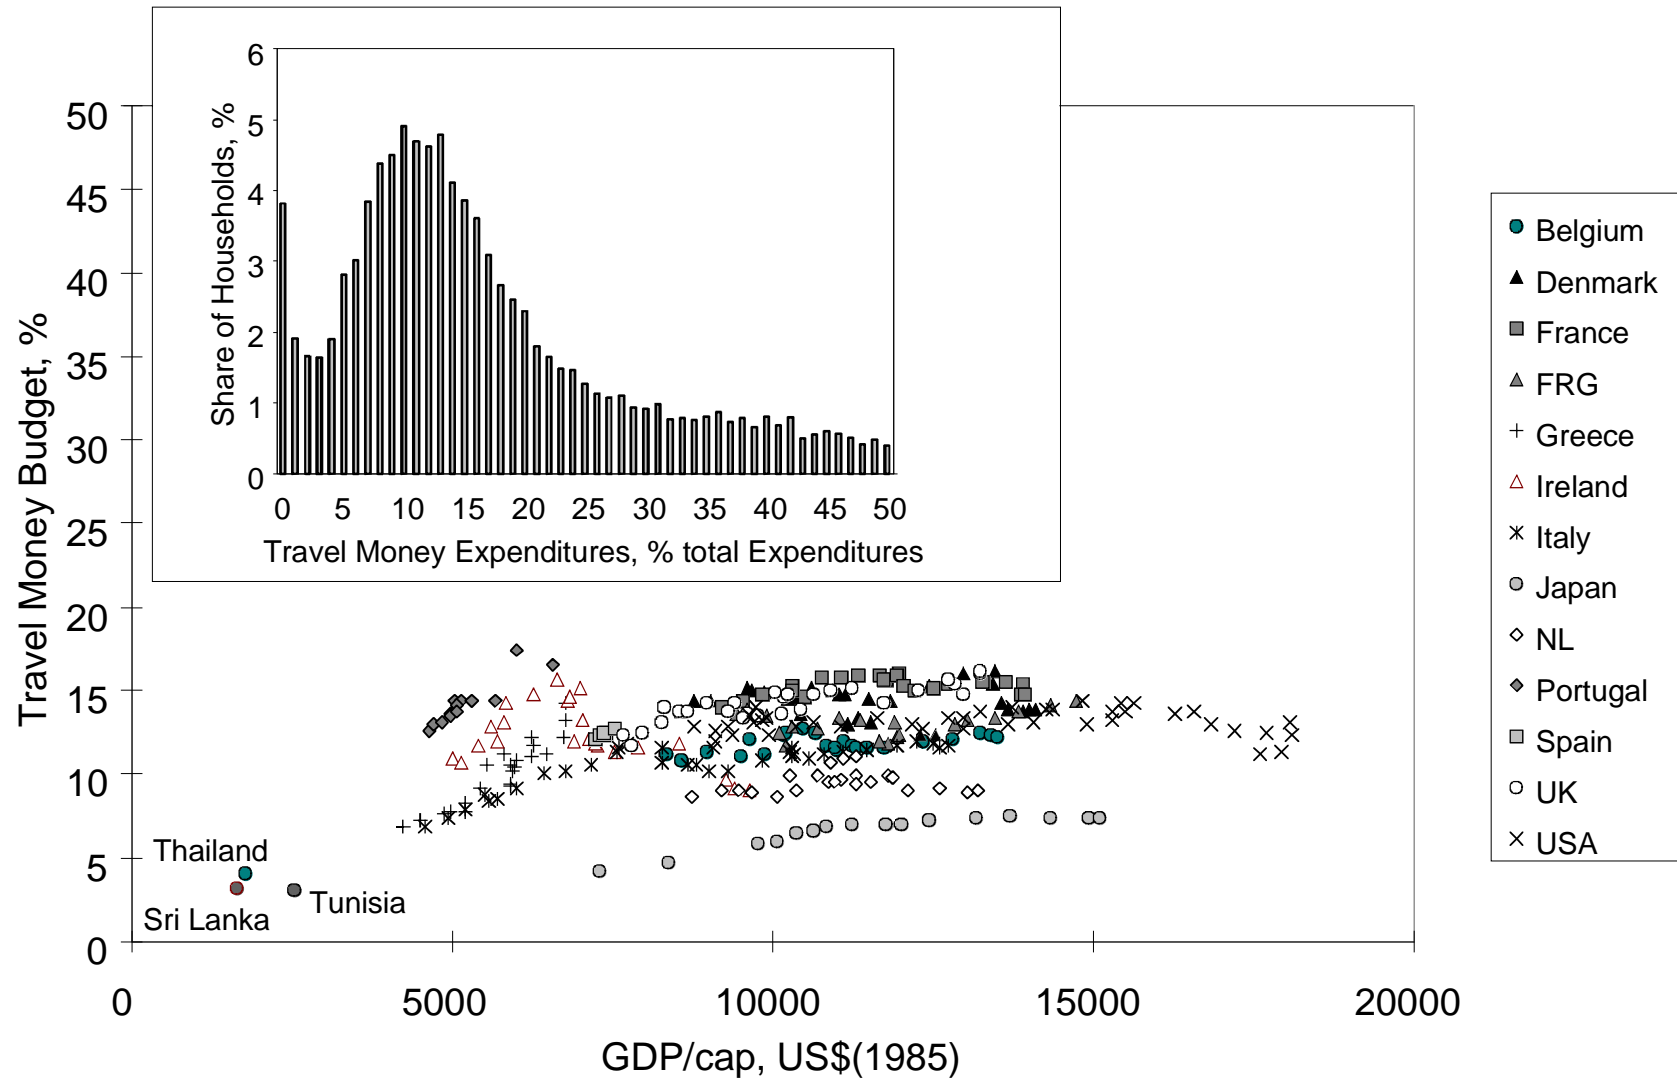 6
5
4
3
2
1
0
Share of Households, %
0 5 10 15 20 25 30 35 40 45 50
Travel Money Expenditures, % total Expenditures
50
45
40
35
30
25
20
15
10
5
0
Travel Money Budget, %
Thailand
Sri Lanka
Tunisia
0 5000 10000 15000 20000
GDP/cap, US$(1985)
Belgium
Denmark
France
FRG
Greece
Ireland
Italy
Japan
NL
Portugal
Spain
UK
USA